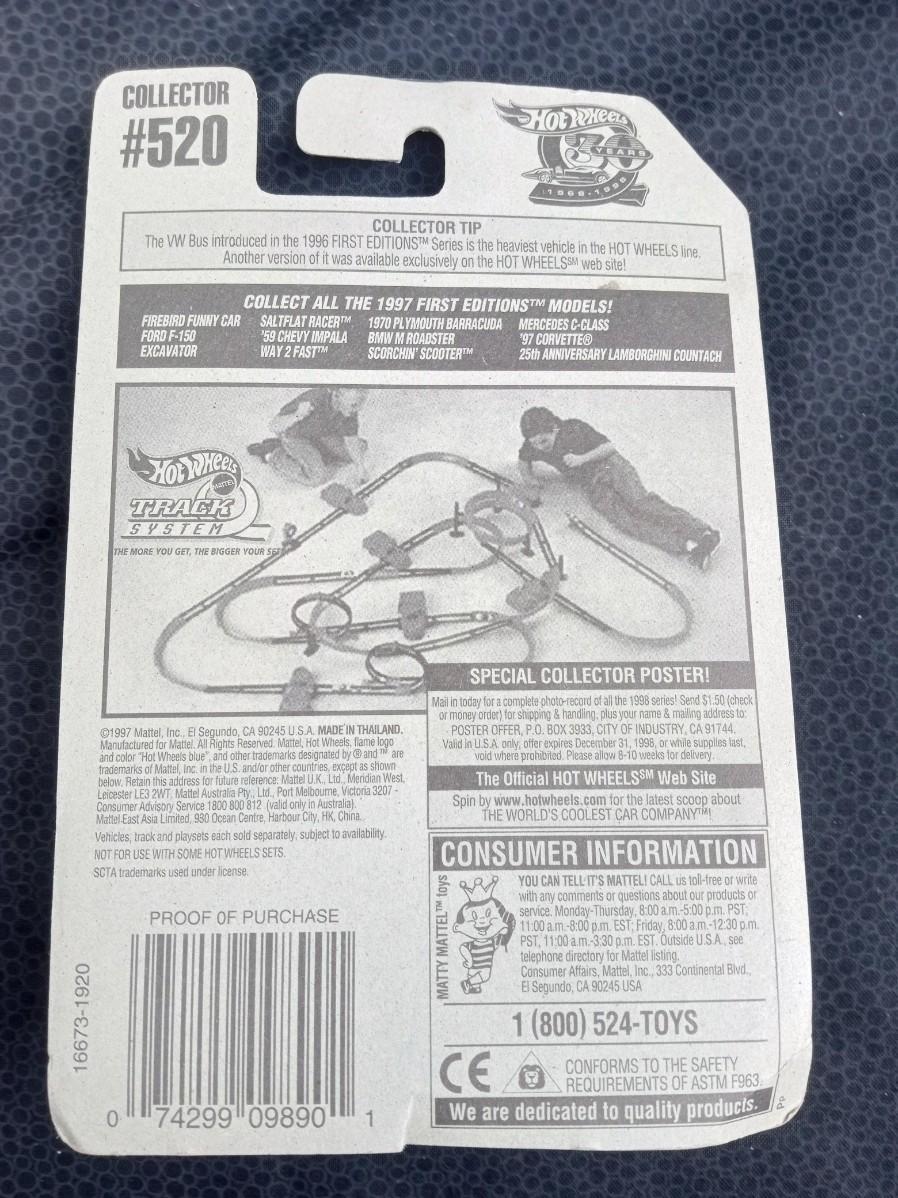 COLLECTOR
#520
HOT WHEELS
30
YEARS
1968-1998
COLLECTOR TIP
The VW Bus introduced in the 1996 FIRST EDITIONS™ Series is the heaviest vehicle in the HOT WHEELS line.
Another version of it was available exclusively on the HOT WHEELS℠ web site!
COLLECT ALL THE 1997 FIRST EDITIONS™ MODELS!
FIREBIRD FUNNY CAR SALTFLAT RACER™ 1970 PLYMOUTH BARRACUDA MERCEDES C-CLASS
FORD F-150 '59 CHEVY IMPALA BMW M ROADSTER '97 CORVETTE®
EXCAVATOR WAY 2 FAST™ SCORCHIN' SCOOTER™ 25th ANNIVERSARY LAMBORGHINI COUNTACH
HOT WHEELS
MATTEL
TRACK
SYSTEM
THE MORE YOU GET, THE BIGGER YOUR SET
SPECIAL COLLECTOR POSTER!
Mail in today for a complete photo-record of all the 1998 series! Send $1.50 (check
or money order) for shipping & handling, plus your name & mailing address to:
POSTER OFFER, P.O. BOX 3933, CITY OF INDUSTRY, CA 91744.
Valid in U.S.A. only, offer expires December 31, 1998, or while supplies last,
void where prohibited. Please allow 8-10 weeks for delivery.
The Official HOT WHEELS℠ Web Site
Spin by www.hotwheels.com for the latest scoop about
THE WORLD'S COOLEST CAR COMPANY™!
©1997 Mattel, Inc., El Segundo, CA 90245 U.S.A. MADE IN THAILAND.
Manufactured for Mattel. All Rights Reserved. Mattel, Hot Wheels, flame logo
and color "Hot Wheels blue", and other trademarks designated by ® and ™ are
trademarks of Mattel, Inc. in the U.S. and/or other countries, except as shown
below. Retain this address for future reference: Mattel U.K., Ltd., Meridian West,
Leicester LE3 2WT. Mattel Australia Pty., Ltd., Port Melbourne, Victoria 3207 -
Consumer Advisory Service 1800 800 812 (valid only in Australia).
Mattel East Asia Limited, 930 Ocean Centre, Harbour City, HK, China.
Vehicles, track and playsets each sold separately, subject to availability.
NOT FOR USE WITH SOME HOT WHEELS SETS.
SCTA trademarks used under license.
CONSUMER INFORMATION
MATTY MATTEL™ toys
YOU CAN TELL IT'S MATTEL! CALL us toll-free or write
with any comments or questions about our products or
service. Monday-Thursday, 8:00 a.m.-5:00 p.m. PST;
11:00 a.m.-8:00 p.m. EST; Friday, 8:00 a.m.-12:30 p.m.
PST, 11:00 a.m.-3:30 p.m. EST. Outside U.S.A., see
telephone directory for Mattel listing.
Consumer Affairs, Mattel, Inc., 333 Continental Blvd.,
El Segundo, CA 90245 USA
1 (800) 524-TOYS
CE
CONFORMS TO THE SAFETY
REQUIREMENTS OF ASTM F963.
We are dedicated to quality products.
Pp
PROOF OF PURCHASE
16673-1920
0 74299 09890 1